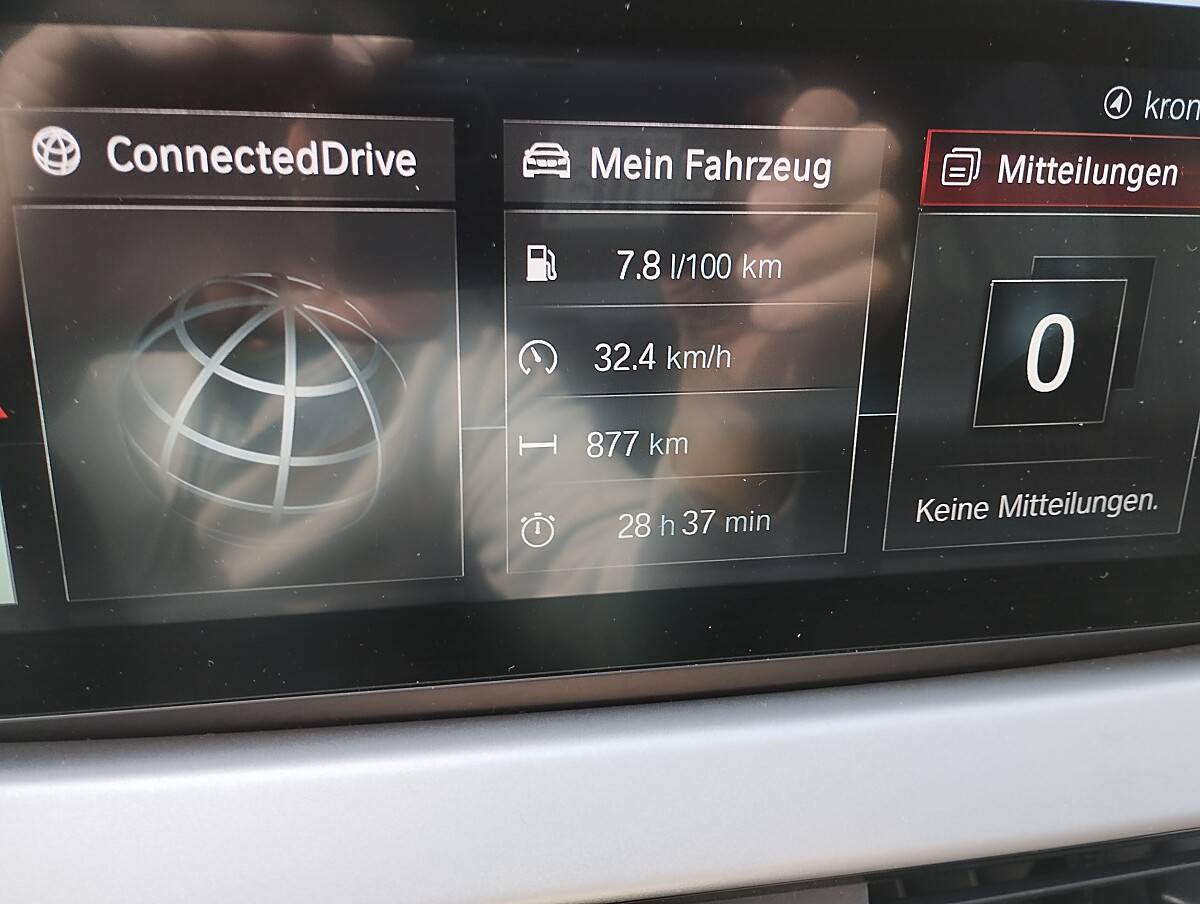 kron
ConnectedDrive
Mein Fahrzeug
7.8 l/100 km
32.4 km/h
877 km
28 h 37 min
Mitteilungen
0
Keine Mitteilungen.